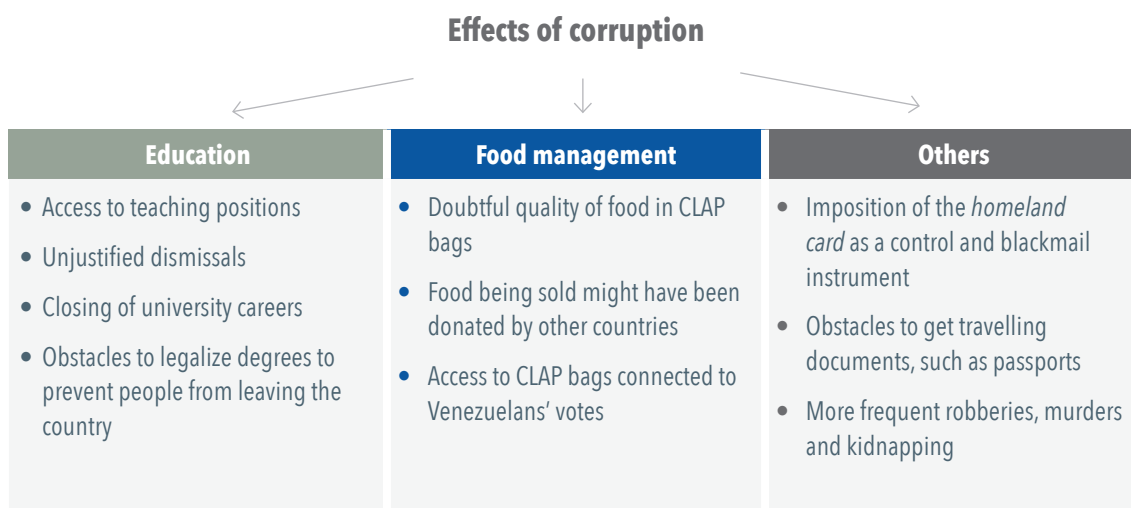 Effects of corruption
Education
• Access to teaching positions
• Unjustified dismissals
• Closing of university careers
• Obstacles to legalize degrees to
prevent people from leaving the
country
Food management
• Doubtful quality of food in CLAP
bags
• Food being sold might have been
donated by other countries
• Access to CLAP bags connected to
Venezuelans’ votes
Others
• Imposition of the homeland
card as a control and blackmail
instrument
• Obstacles to get travelling
documents, such as passports
• More frequent robberies, murders
and kidnapping